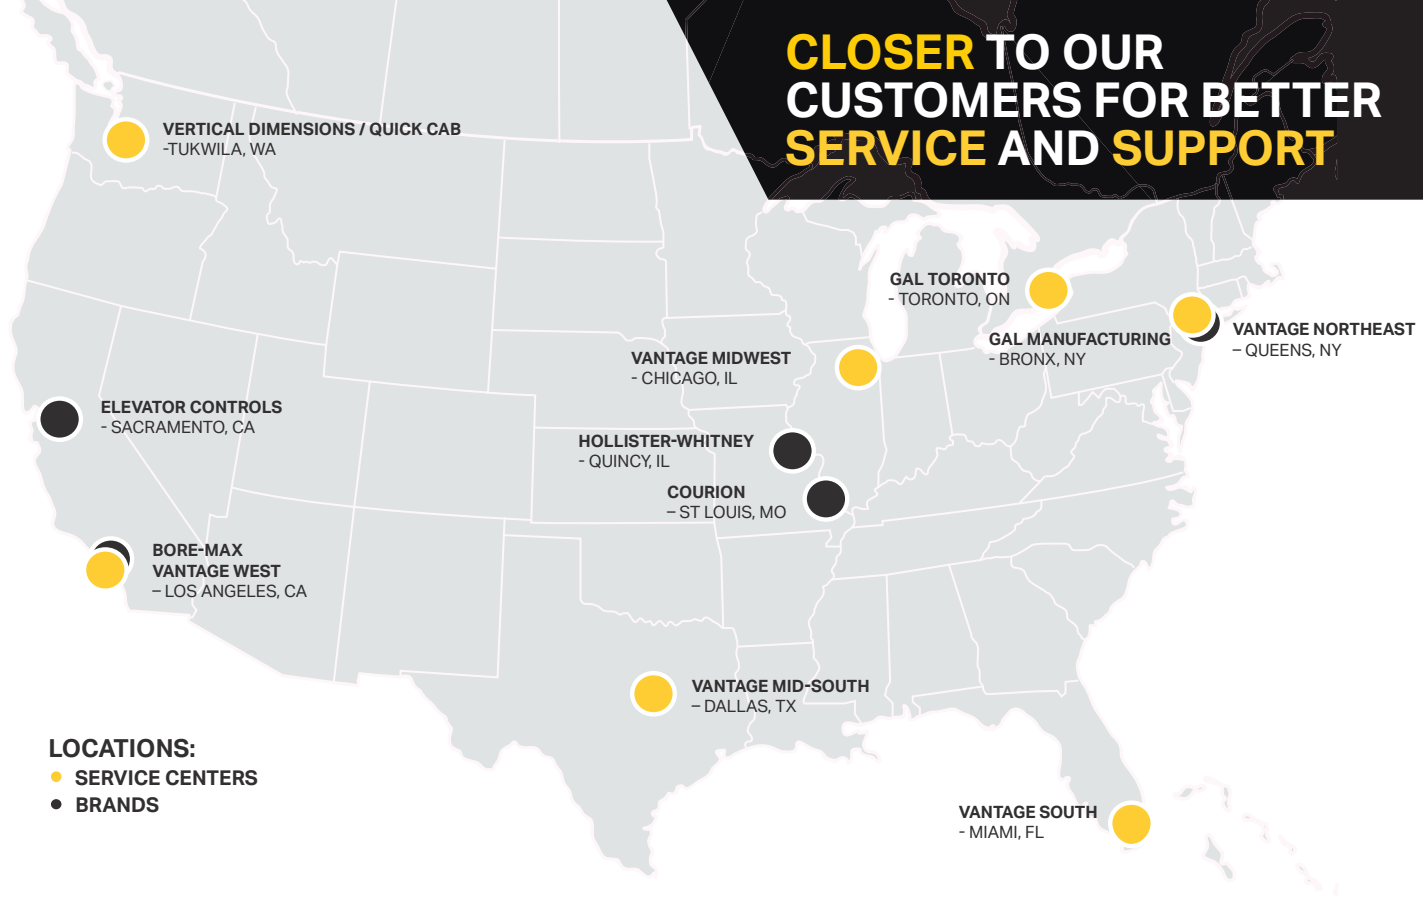 CLOSER TO OUR
CUSTOMERS FOR BETTER
SERVICE AND SUPPORT
VERTICAL DIMENSIONS / QUICK CAB
-TUKWILA, WA
GAL TORONTO
- TORONTO, ON
GAL MANUFACTURING
- BRONX, NY
VANTAGE NORTHEAST
– QUEENS, NY
VANTAGE MIDWEST
- CHICAGO, IL
ELEVATOR CONTROLS
- SACRAMENTO, CA
HOLLISTER-WHITNEY
- QUINCY, IL
COURION
– ST LOUIS, MO
BORE-MAX
VANTAGE WEST
– LOS ANGELES, CA
VANTAGE MID-SOUTH
– DALLAS, TX
LOCATIONS:
SERVICE CENTERS
BRANDS
VANTAGE SOUTH
- MIAMI, FL